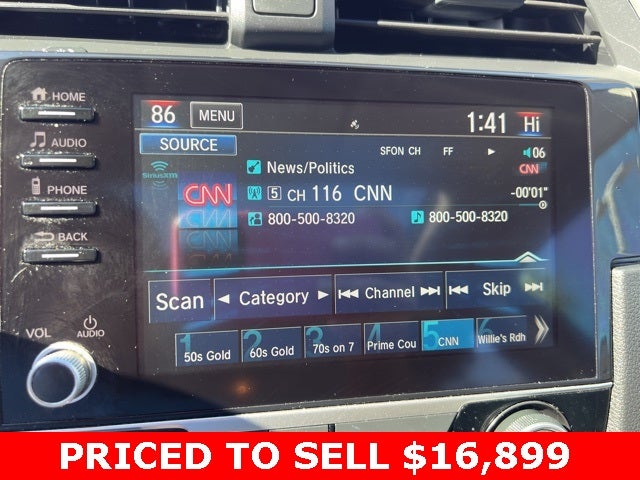 HOME
AUDIO
PHONE
BACK
VOL AUDIO
86 MENU 1:41 Hi
SOURCE
SFON CH FF 06
SiriusXM
News/Politics CNN
CNN
5 CH 116 CNN -00'01"
800-500-8320 800-500-8320
Scan Category Channel Skip
1 50s Gold 2 60s Gold 3 70s on 7 4 Prime Cou 5 CNN 6 Willie's Rdh
PRICED TO SELL $16,899